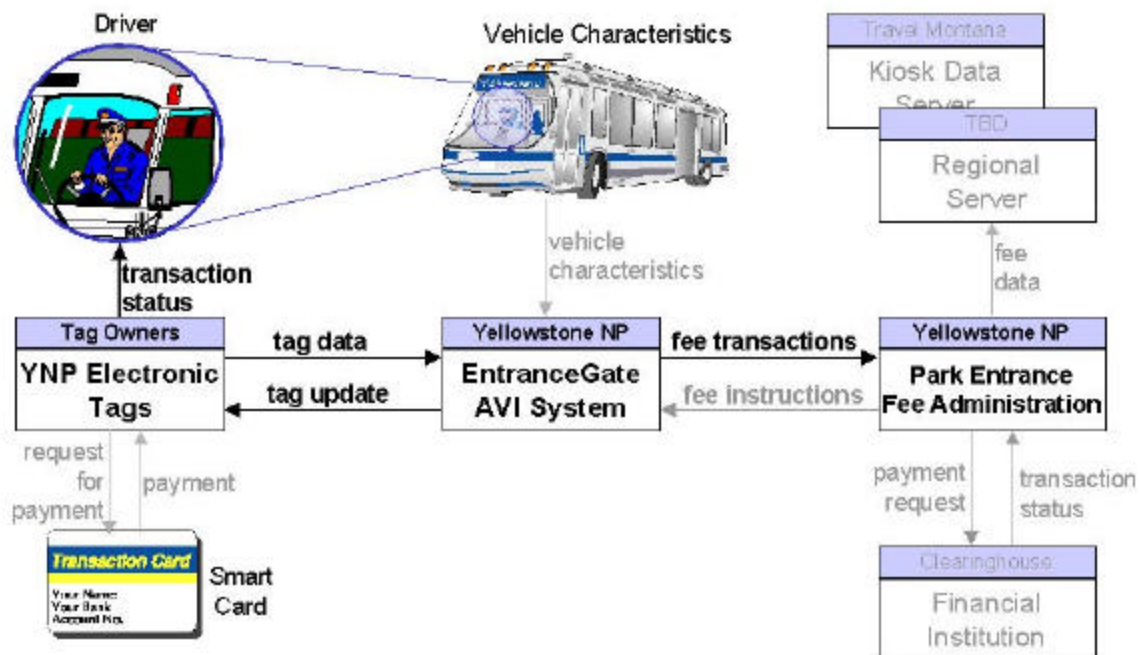 Driver
Vehicle Characteristics
Travel Montana
Kiosk Data
Server
TBD
Regional
Server
vehicle
characteristics
fee
data
transaction
status
Tag Owners
YNP Electronic
Tags
tag data
tag update
Yellowstone NP
EntranceGate
AVI System
fee transactions
fee instructions
Yellowstone NP
Park Entrance
Fee Administration
request
for
payment
payment
payment
request
transaction
status
Transaction Card
Your Name
Your Bank
Account No.
Smart
Card
Clearinghouse
Financial
Institution